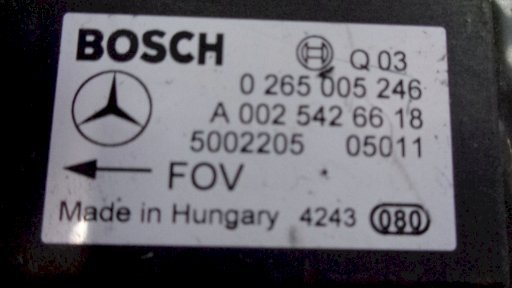 BOSCH Q 03
0 265 005 246
A 002 542 66 18
5002205 05011
FOV
Made in Hungary 4243 080